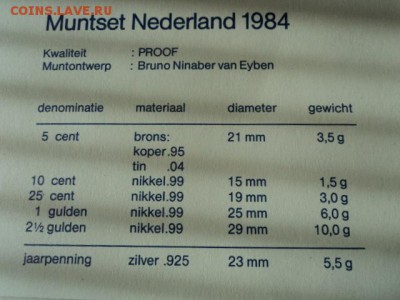 COINS.LAVE.RU
Muntset Nederland 1984
Kwaliteit : PROOF
Muntontwerp : Bruno Ninaber van Eyben
denominatie materiaal diameter gewicht
5 cent brons: 21 mm 3,5 g
koper .95
tin .04
10 cent nikkel.99 15 mm 1,5 g
25 cent nikkel.99 19 mm 3,0 g
1 gulden nikkel.99 25 mm 6,0 g
2½ gulden nikkel.99 29 mm 10,0 g
jaarpenning zilver .925 23 mm 5,5 g